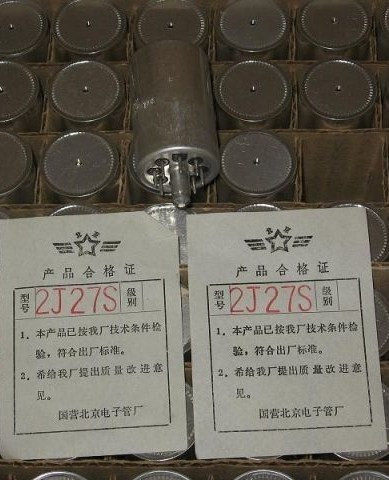 产品合格证
型号 2J27S 级别
1．本产品已按我厂技术条件检
验，符合出厂标准。
2．希给我厂提出质量改进意
见。
国营北京电子管厂
产品合格证
型号 2J27S 级别
1．本产品已按我厂技术条件检
验，符合出厂标准。
2．希给我厂提出质量改进意
见。
国营北京电子管厂